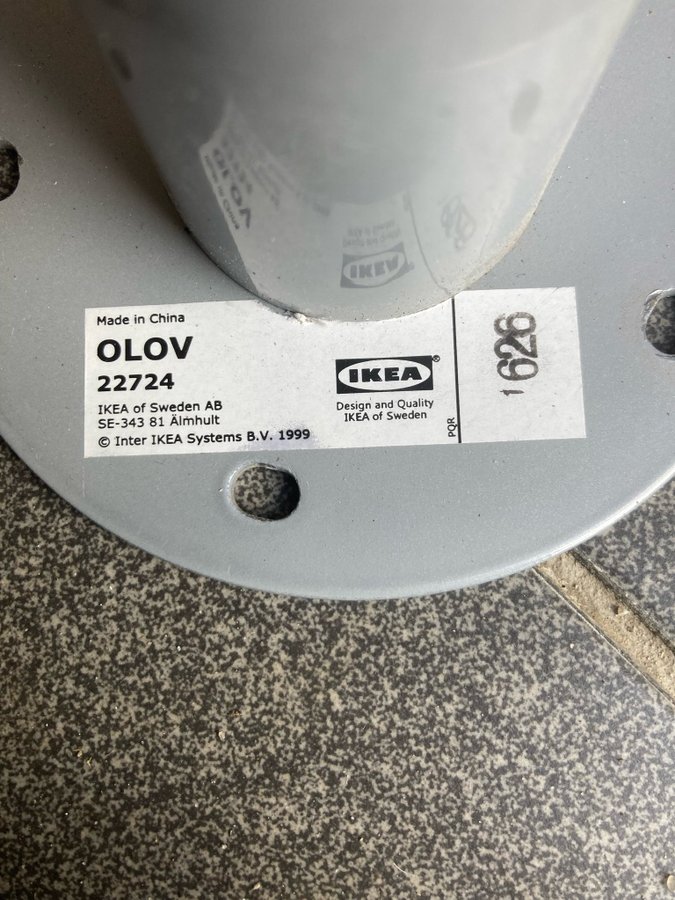 Made in China
OLOV
22724
IKEA of Sweden AB
SE-343 81 Älmhult
© Inter IKEA Systems B.V. 1999
IKEA®
Design and Quality
IKEA of Sweden
PQR
1626